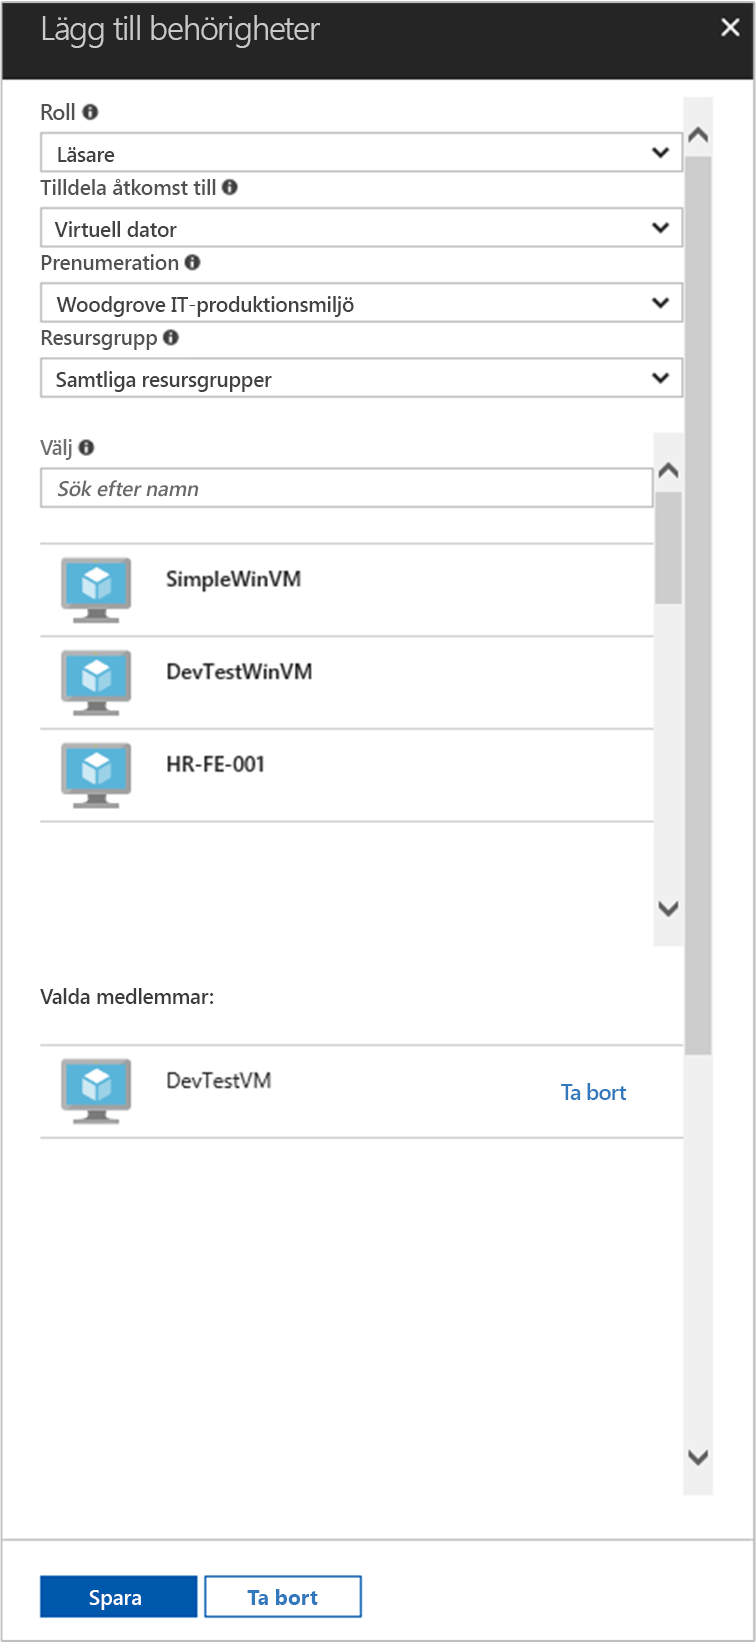 Lägg till behörigheter
Roll
Läsare
Tilldela åtkomst till
Virtuell dator
Prenumeration
Woodgrove IT-produktionsmiljö
Resursgrupp
Samtliga resursgrupper
Välj
Sök efter namn
SimpleWinVM
DevTestWinVM
HR-FE-001
Valda medlemmar:
DevTestVM
Ta bort
Spara
Ta bort